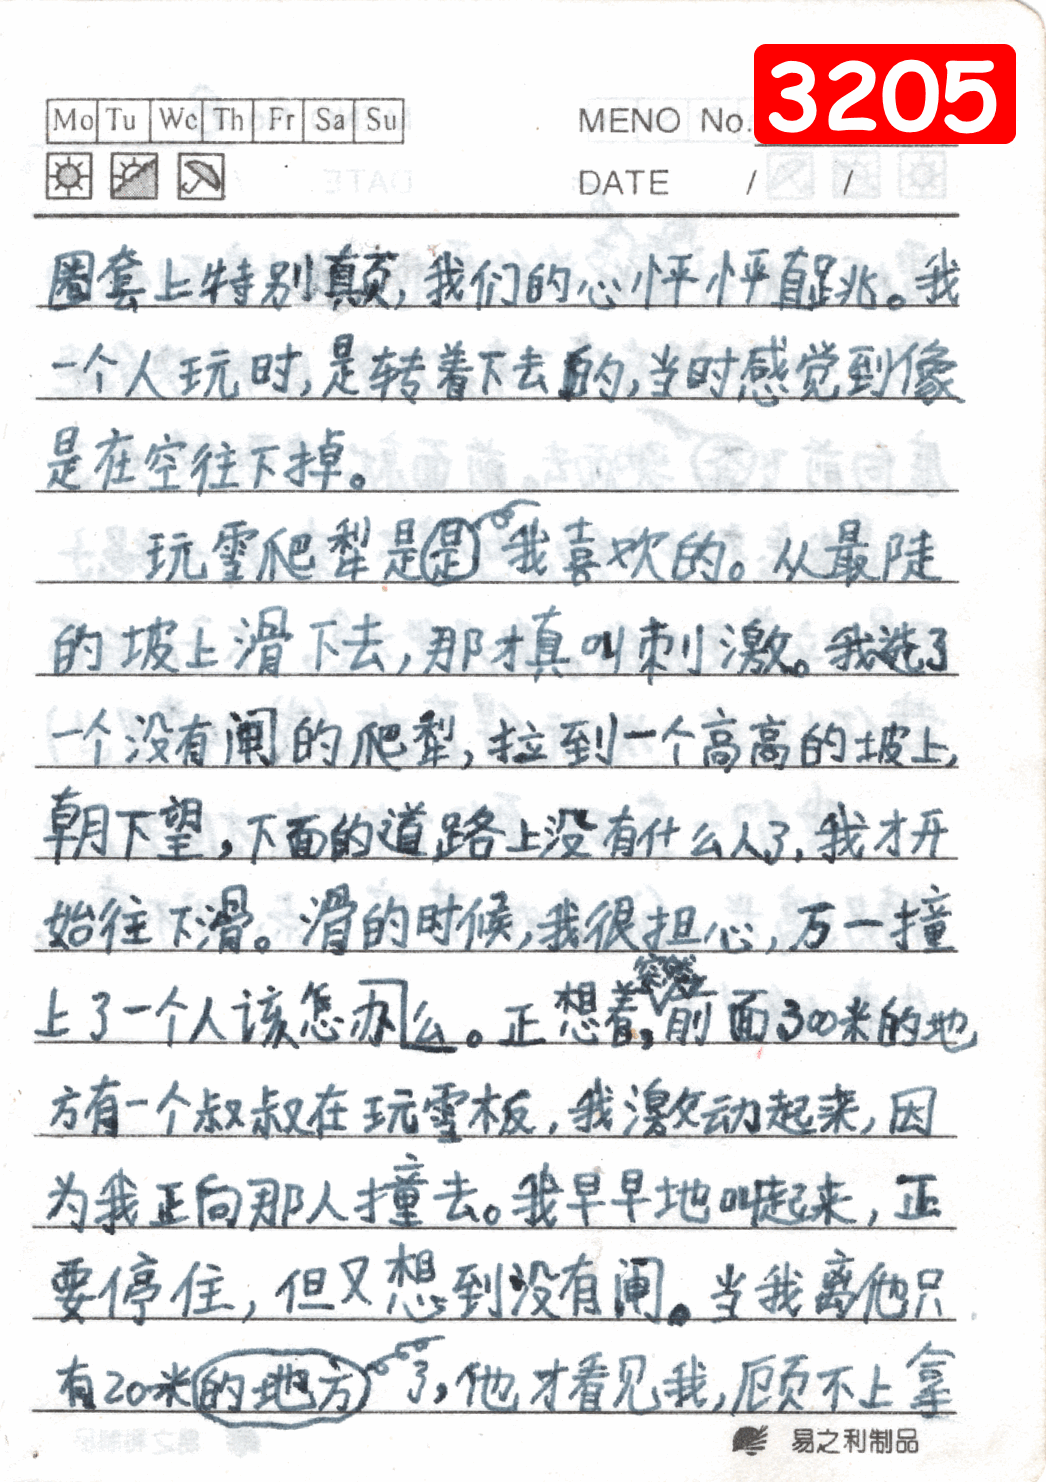 3205
Mo Tu We Th Fr Sa Su
MENO No.
DATE / /
圈套上特别颠,我们的心怦怦直跳。我
一个人玩时,是转着下去的,当时感觉到像
是在空往下掉。
玩雪爬犁是是我喜欢的。从最陡
的坡上滑下去,那才真叫刺激。我选了
一个没有闸的爬犁,拉到一个高高的坡上,
朝下望,下面的道路上没有什么人了,我才开
始往下滑。滑的时候,我很担心,万一撞
突然
上了一个人该怎办么。正想着,前面300米的地
方有一个叔叔在玩雪板,我激动起来,因
为我正向那人撞去。我早早地叫起来,正
要停住,但又想到没有闸。当我离他只
有20米的地方了,他才看见我,顾不上拿
易之利制品